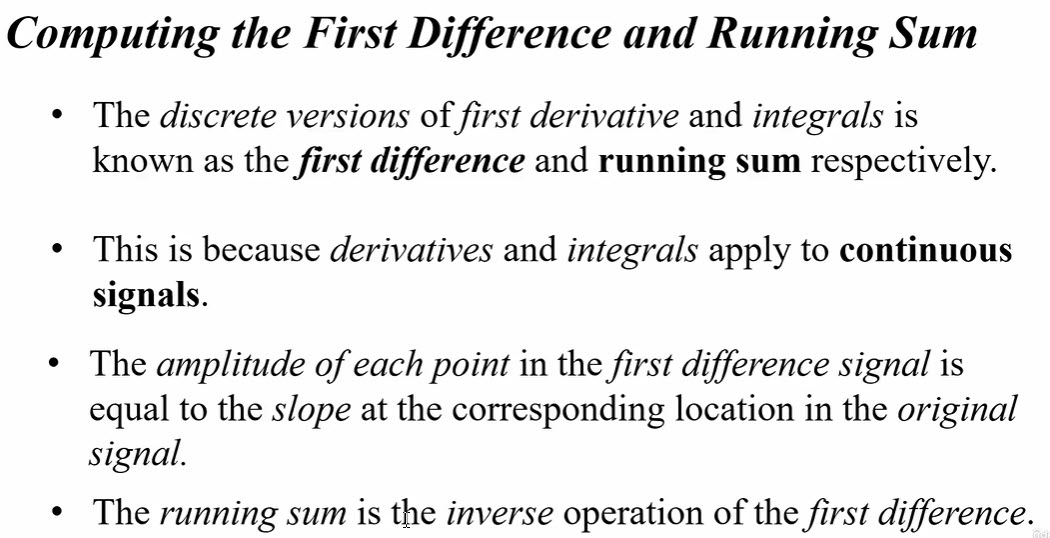 Computing the First Difference and Running Sum
• The discrete versions of first derivative and integrals is
known as the first difference and running sum respectively.
• This is because derivatives and integrals apply to continuous
signals.
• The amplitude of each point in the first difference signal is
equal to the slope at the corresponding location in the original
signal.
• The running sum is the inverse operation of the first difference.